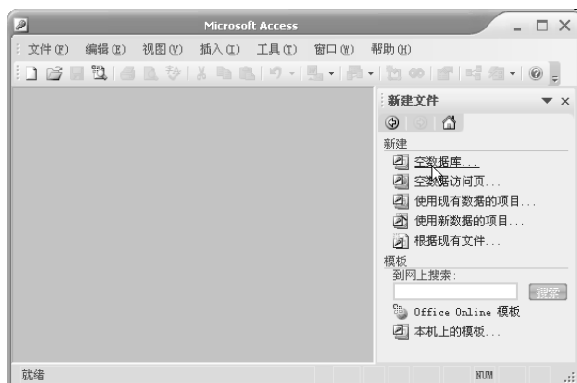 Microsoft Access
文件(F) 编辑(E) 视图(V) 插入(I) 工具(T) 窗口(W) 帮助(H)
新建文件
新建
空数据库...
空数据访问页...
使用现有数据的项目...
使用新数据的项目...
根据现有文件...
模板
到网上搜索:
搜索
Office Online 模板
本机上的模板...
就绪 NUM